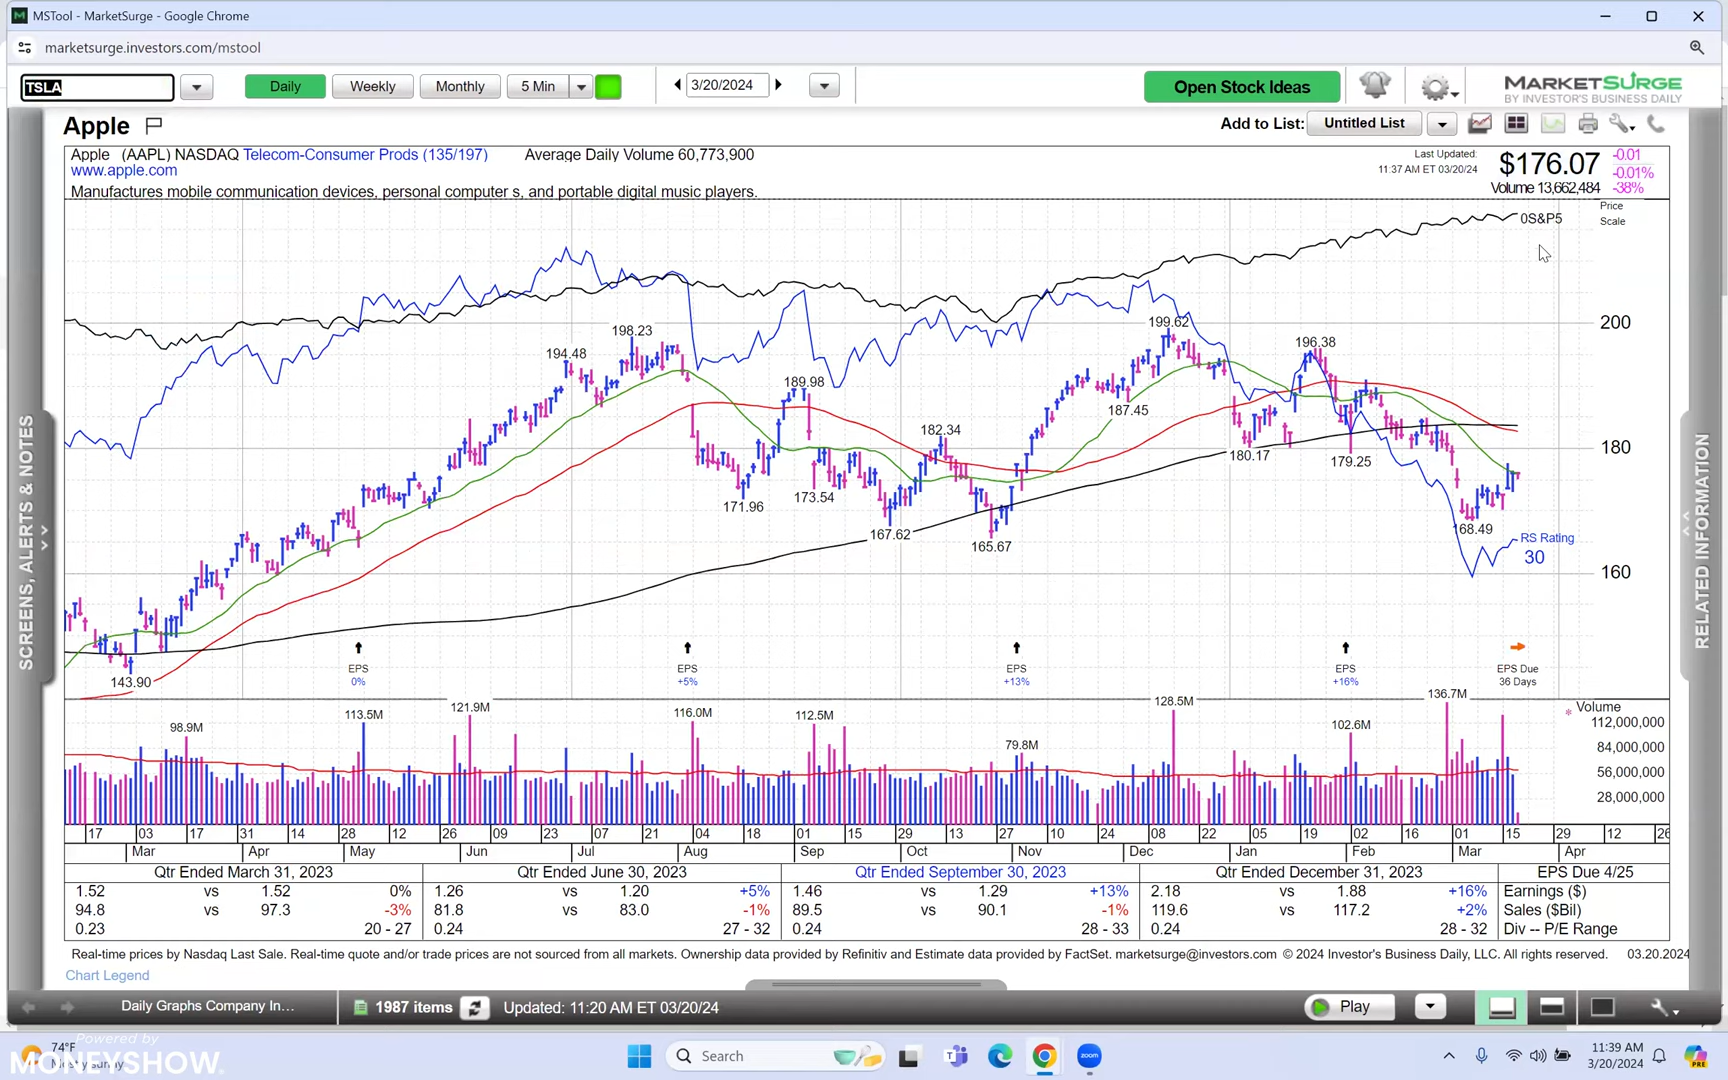 MSTool - MarketSurge - Google Chrome
marketsurge.investors.com/mstool
TSLA
Daily
Weekly
Monthly
5 Min
3/20/2024
Open Stock Ideas
MARKETSURGE
BY INVESTOR'S BUSINESS DAILY
Apple
Add to List:
Untitled List
Apple (AAPL) NASDAQ Telecom-Consumer Prods (135/197) Average Daily Volume 60,773,900
www.apple.com
Manufactures mobile communication devices, personal computer s, and portable digital music players.
Last Updated:
11:37 AM ET 03/20/24
$176.07
-0.01
-0.01%
Volume 13,662,484 -38%
Price
Scale
0S&P5
200
180
160
198.23
194.48
189.98
171.96
173.54
182.34
167.62
165.67
199.62
187.45
196.38
180.17
179.25
168.49
143.90
RS Rating
30
EPS
0%
EPS
+5%
EPS
+13%
EPS
+16%
EPS Due
36 Days
98.9M
113.5M
121.9M
116.0M
112.5M
79.8M
128.5M
102.6M
136.7M
Volume
112,000,000
84,000,000
56,000,000
28,000,000
17 03 17 31 14 28 12 26 09 23 07 21 04 18 01 15 29 13 27 10 24 08 22 05 19 02 16 01 15 29 12 26
Mar Apr May Jun Jul Aug Sep Oct Nov Dec Jan Feb Mar Apr
Qtr Ended March 31, 2023 Qtr Ended June 30, 2023 Qtr Ended September 30, 2023 Qtr Ended December 31, 2023 EPS Due 4/25
1.52 vs 1.52 0% 1.26 vs 1.20 +5% 1.46 vs 1.29 +13% 2.18 vs 1.88 +16% Earnings ($)
94.8 vs 97.3 -3% 81.8 vs 83.0 -1% 89.5 vs 90.1 -1% 119.6 vs 117.2 +2% Sales ($Bil)
0.23 20 - 27 0.24 27 - 32 0.24 28 - 33 0.24 28 - 32 Div -- P/E Range
Real-time prices by Nasdaq Last Sale. Real-time quote and/or trade prices are not sourced from all markets. Ownership data provided by Refinitiv and Estimate data provided by FactSet. marketsurge@investors.com © 2024 Investor's Business Daily, LLC. All rights reserved. 03.20.2024
Chart Legend
SCREENS, ALERTS & NOTES
RELATED INFORMATION
Daily Graphs Company In...
1987 items
Updated: 11:20 AM ET 03/20/24
Play
Powered by
MONEYSHOW.
74°F
Mostly sunny
Search
zoom
11:39 AM
3/20/2024
PRE